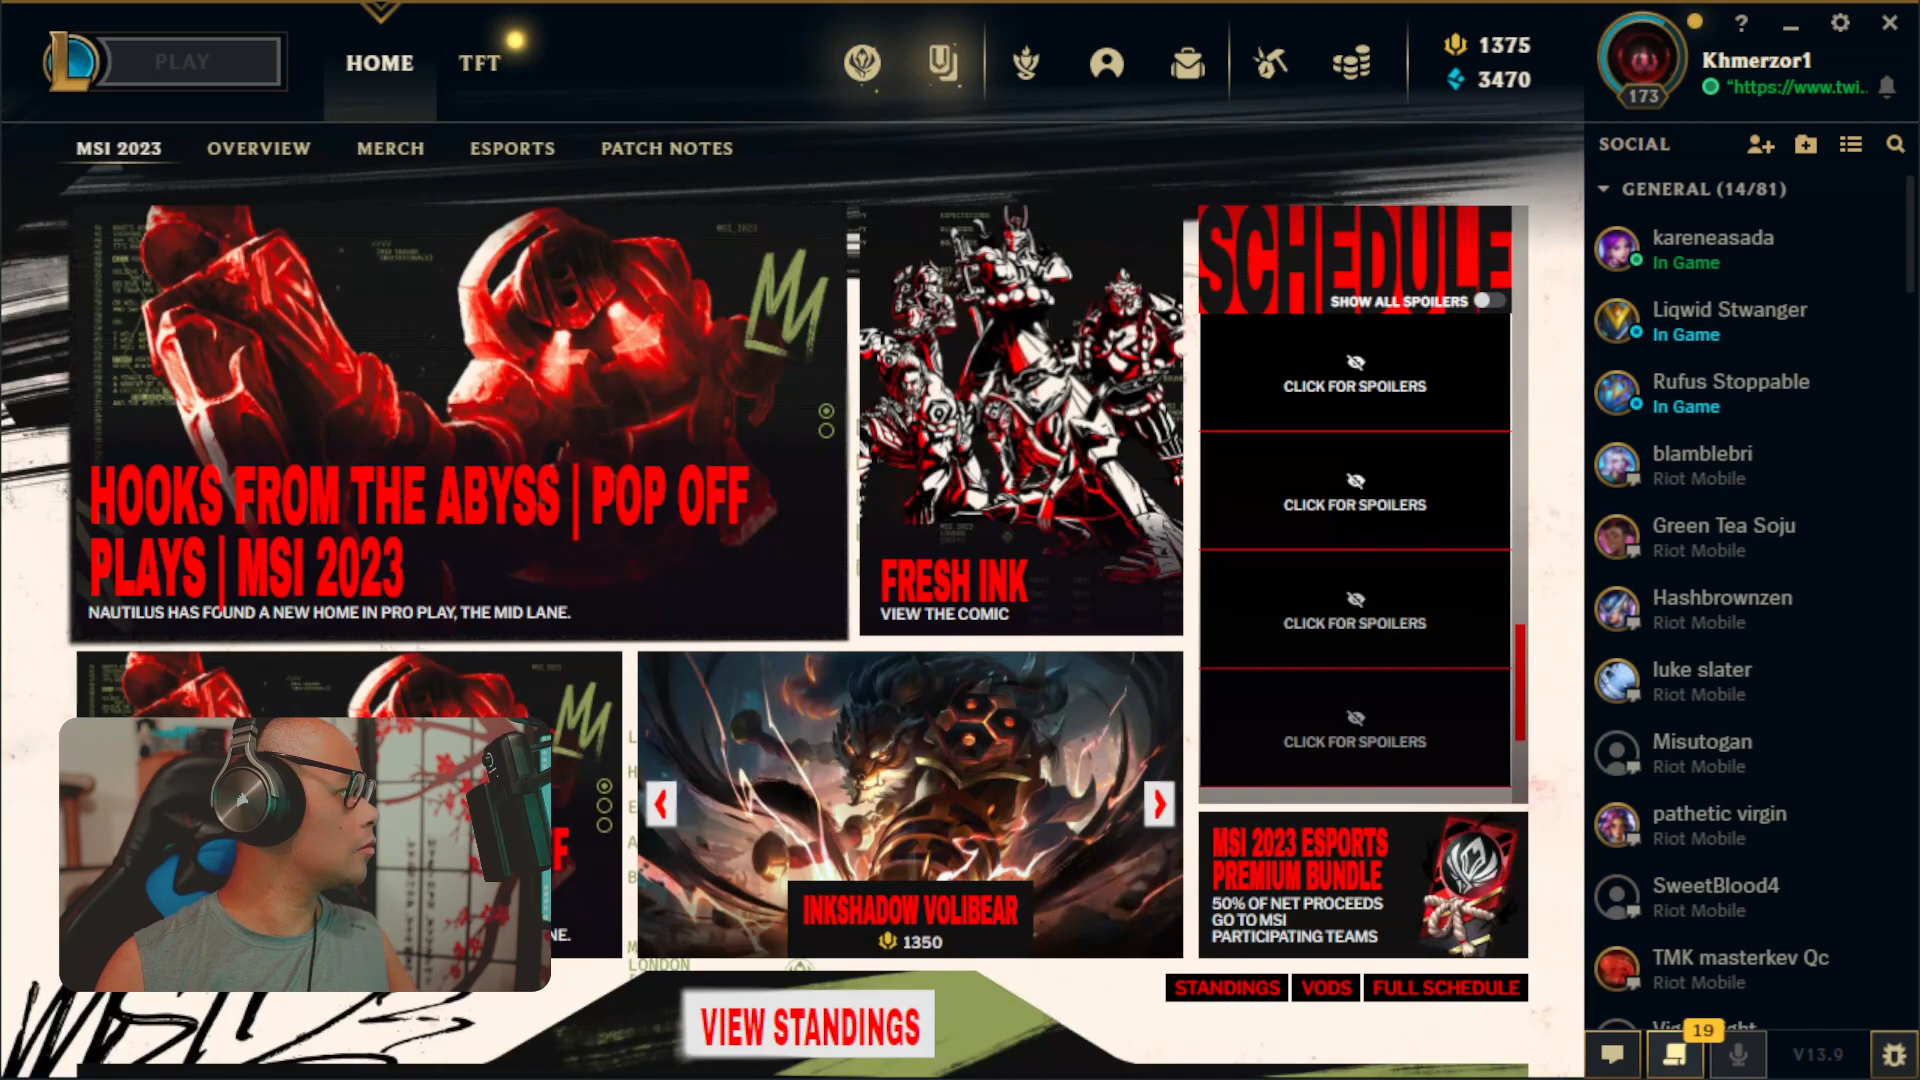 PLAY
HOME
TFT
1375
3470
Khmerzor1
"https://www.twi..
173
MSI 2023
OVERVIEW
MERCH
ESPORTS
PATCH NOTES
SOCIAL
GENERAL (14/81)
HOOKS FROM THE ABYSS | POP OFF
PLAYS | MSI 2023
NAUTILUS HAS FOUND A NEW HOME IN PRO PLAY, THE MID LANE.
FRESH INK
VIEW THE COMIC
SCHEDULE
SHOW ALL SPOILERS
CLICK FOR SPOILERS
CLICK FOR SPOILERS
CLICK FOR SPOILERS
CLICK FOR SPOILERS
INKSHADOW VOLIBEAR
1350
MSI 2023 ESPORTS
PREMIUM BUNDLE
50% OF NET PROCEEDS
GO TO MSI
PARTICIPATING TEAMS
LONDON
STANDINGS
VODS
FULL SCHEDULE
VIEW STANDINGS
kareneasada
In Game
Liqwid Stwanger
In Game
Rufus Stoppable
In Game
blamblebri
Riot Mobile
Green Tea Soju
Riot Mobile
Hashbrownzen
Riot Mobile
luke slater
Riot Mobile
Misutogan
Riot Mobile
pathetic virgin
Riot Mobile
SweetBlood4
Riot Mobile
TMK masterkev Qc
Riot Mobile
19
V13.9